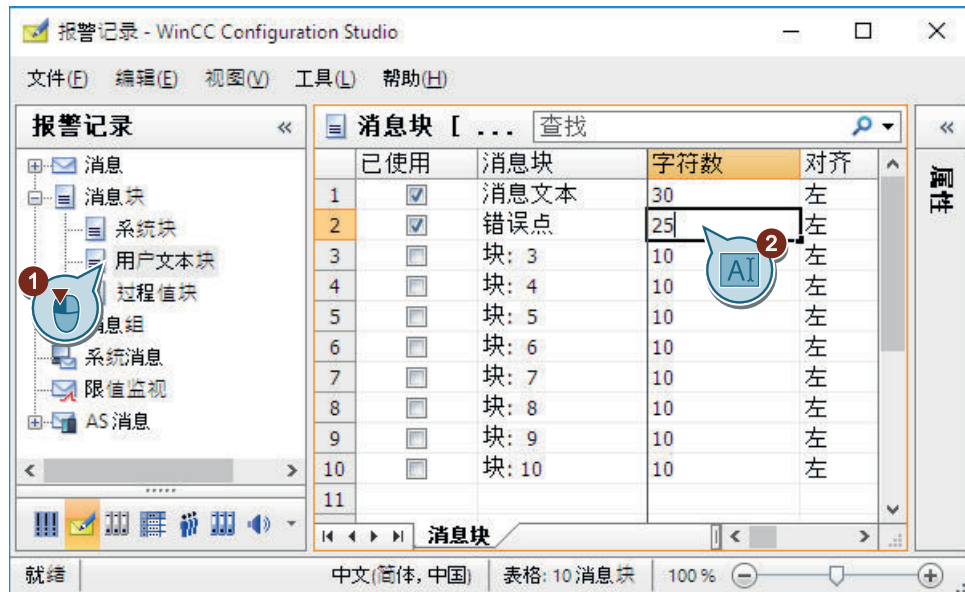 报警记录 - WinCC Configuration Studio
文件(F) 编辑(E) 视图(V) 工具(L) 帮助(H)
报警记录 «
消息
消息块
系统块
用户文本块
1
过程值块
息组
系统消息
限值监视
AS 消息
消息块 [ ... 查找
已使用 消息块 字符数 对齐
1 消息文本 30 左
2 错误点 25 左
2
AI
3 块: 3 10 左
4 块: 4 10 左
5 块: 5 10 左
6 块: 6 10 左
7 块: 7 10 左
8 块: 8 10 左
9 块: 9 10 左
10 块: 10 10 左
11
消息块
«
属性
就绪 中文(简体, 中国) 表格: 10 消息块 100 %